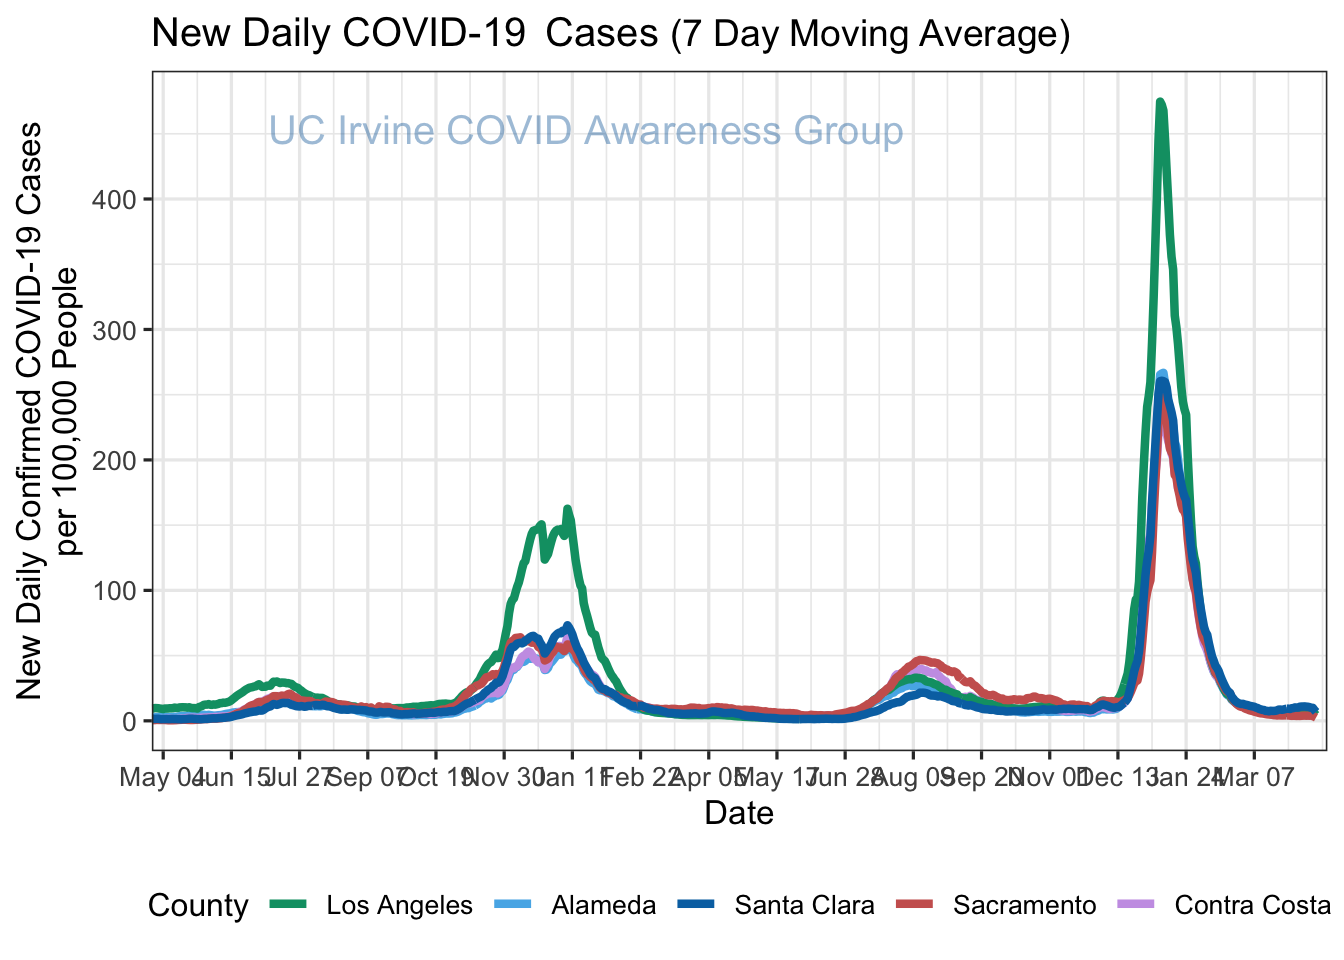 New Daily COVID-19 Cases (7 Day Moving Average)
UC Irvine COVID Awareness Group
New Daily Confirmed COVID-19 Cases
per 100,000 People
400
300
200
100
0
May 04 Jun 15 Jul 27 Sep 07 Oct 19 Nov 30 Jan 11 Feb 22 Apr 05 May 17 Jun 28 Aug 09 Sep 20 Nov 01 Dec 13 Jan 24 Mar 07
Date
County Los Angeles Alameda Santa Clara Sacramento Contra Costa